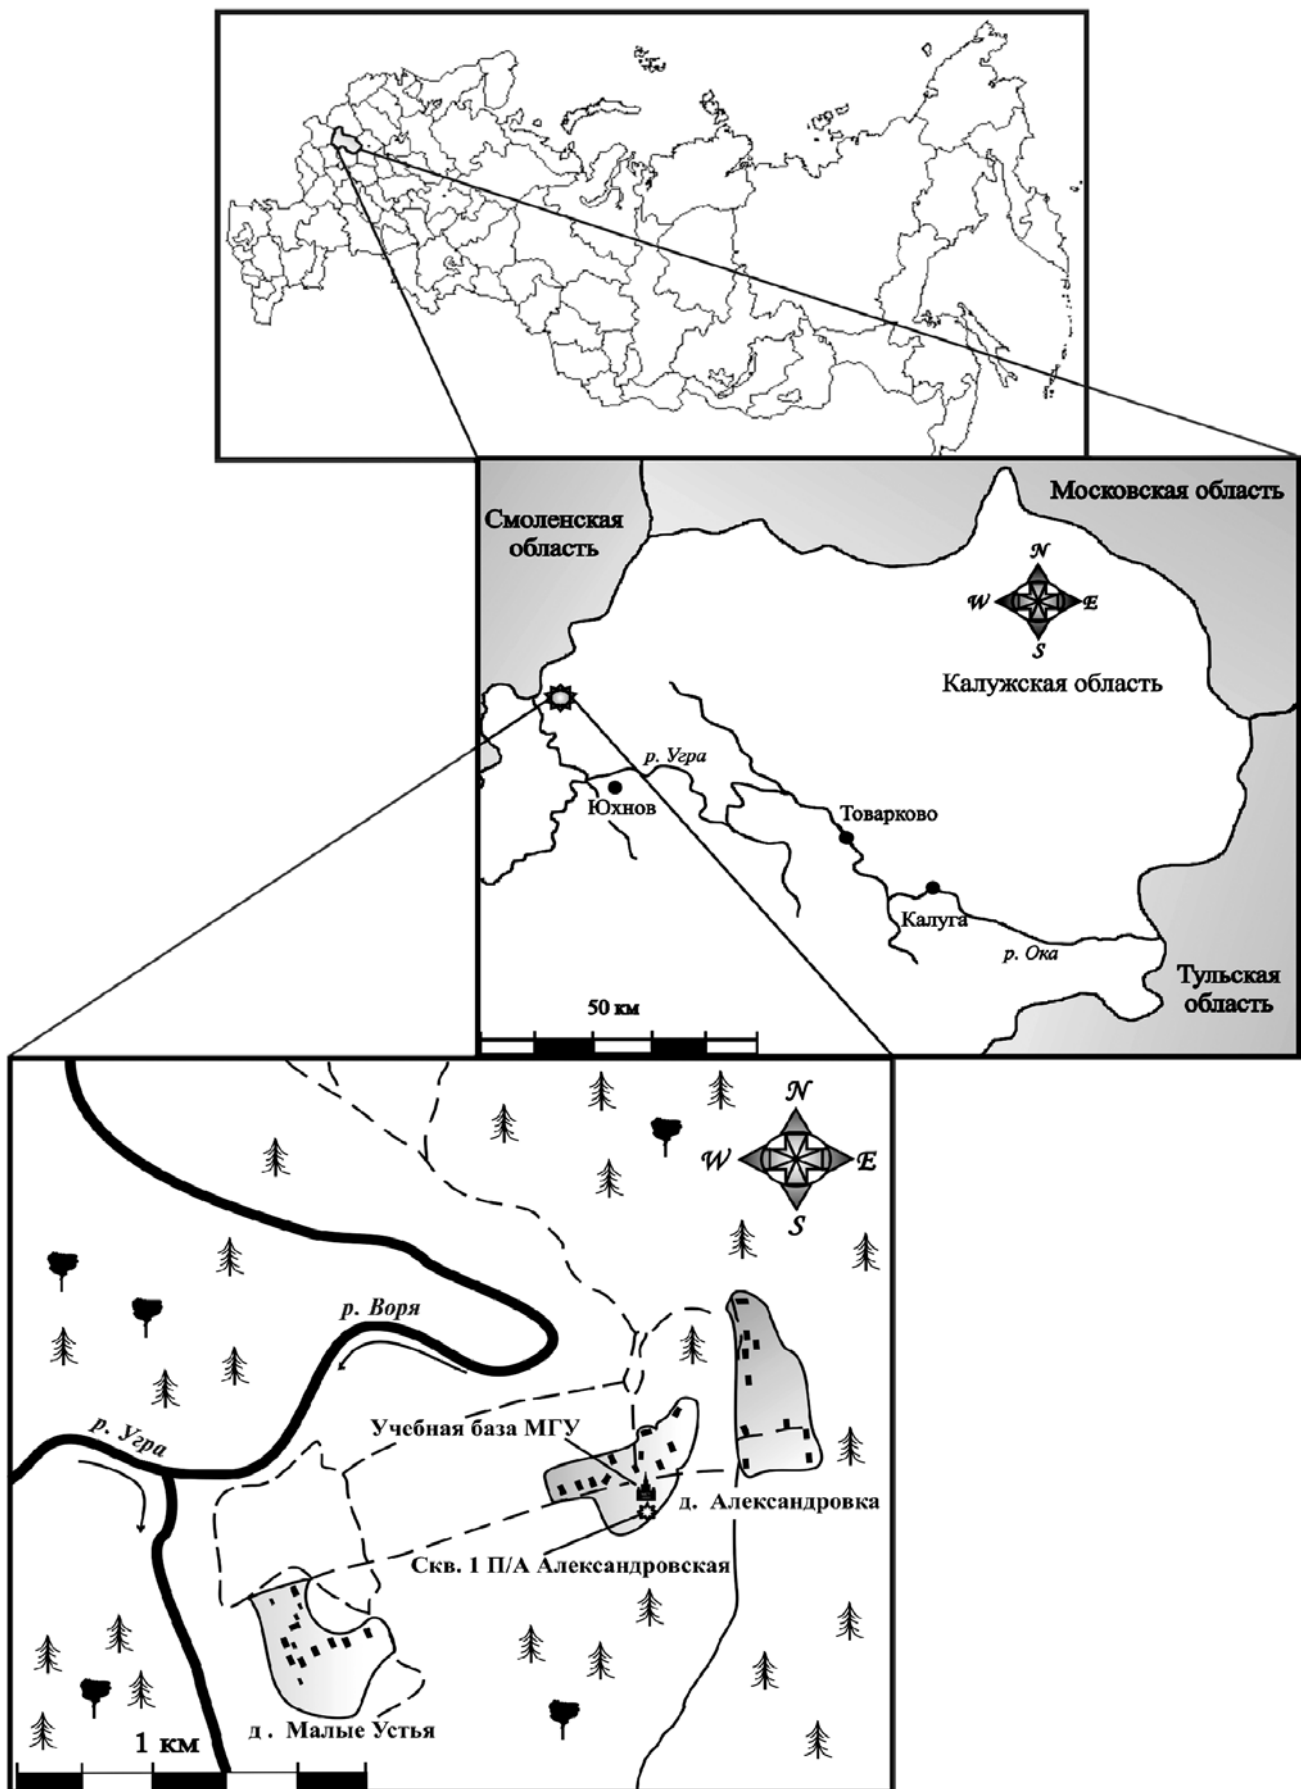 Смоленская
область
Московская область
N
W
E
S
Калужская область
р. Угра
Юхнов
Товарково
Калуга
р. Ока
Тульская
область
50 км
N
W
E
S
р. Воря
р. Угра
Учебная база МГУ
д. Александровка
Скв. 1 П/А Александровская
д. Малые Устья
1 км